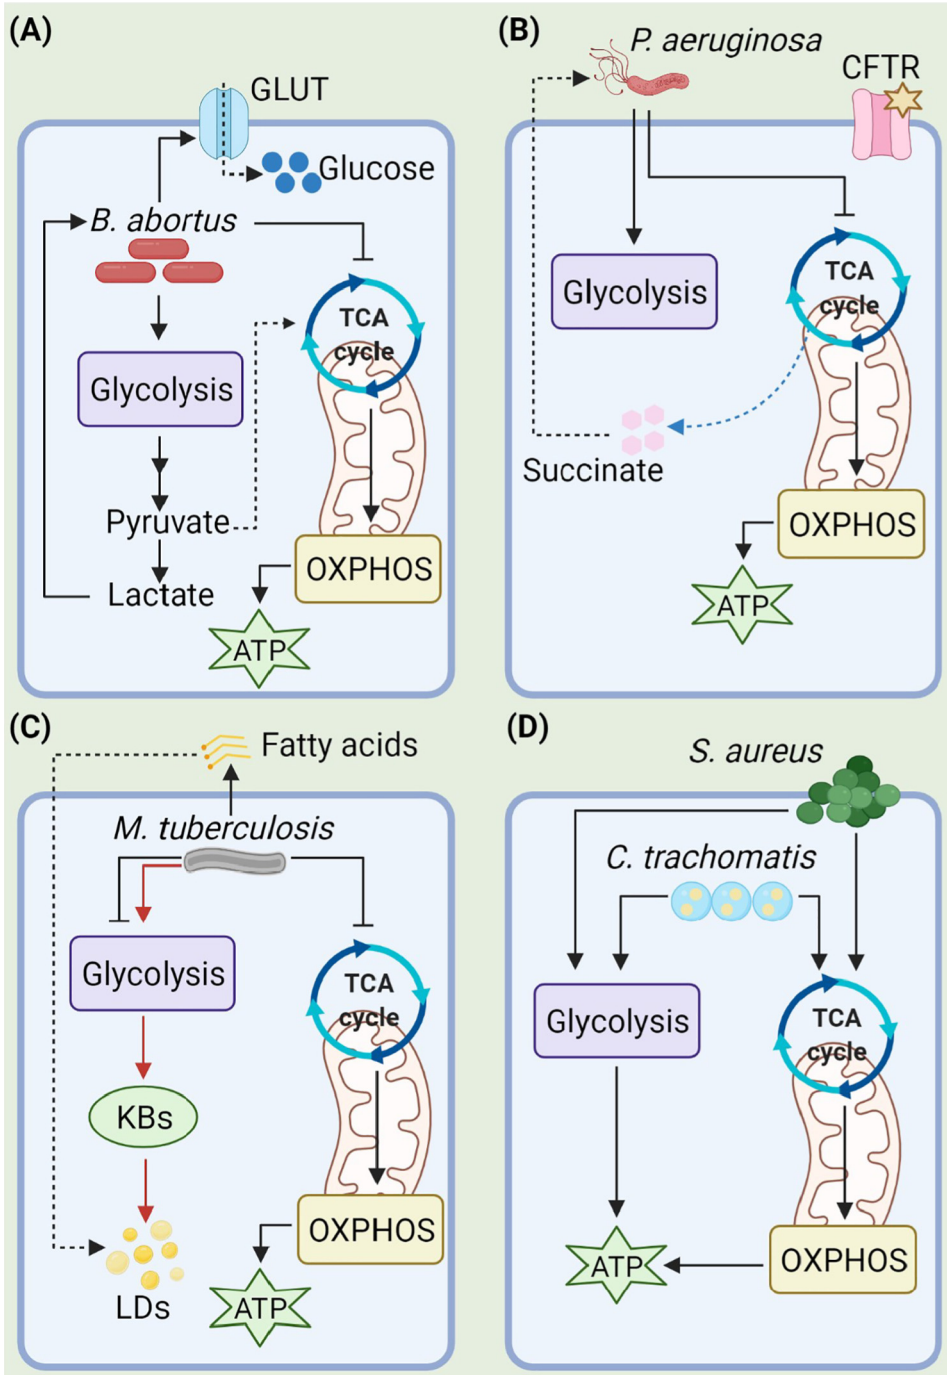 (A)
GLUT
Glucose
B. abortus
TCA
cycle
Glycolysis
Pyruvate
OXPHOS
Lactate
ATP
(B)
P. aeruginosa
CFTR
TCA
cycle
Glycolysis
Succinate
OXPHOS
ATP
(C)
Fatty acids
M. tuberculosis
Glycolysis
TCA
cycle
KBs
OXPHOS
LDs
ATP
(D)
S. aureus
C. trachomatis
Glycolysis
TCA
cycle
ATP
OXPHOS